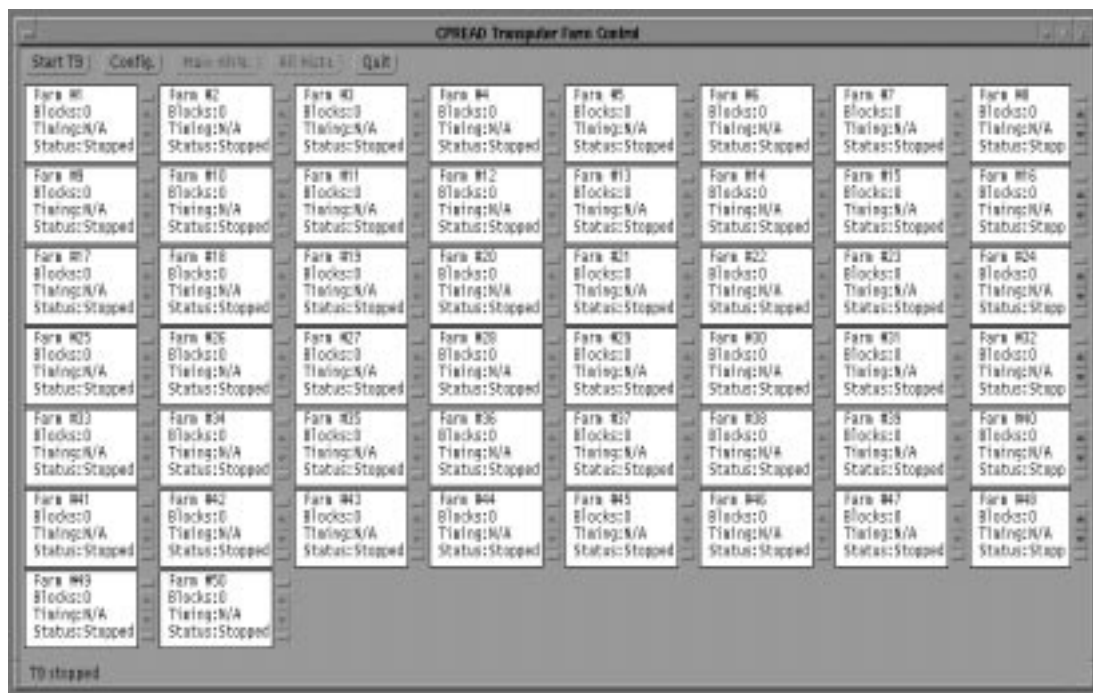 CPREAD Transputer Farm Control
Start T9 Config. Quit
Farm #1 Farm #2 Farm #3 Farm #4 Farm #5 Farm #6 Farm #7 Farm #8
Blocks:0 Blocks:0 Blocks:0 Blocks:0 Blocks:0 Blocks:0 Blocks:0 Blocks:0
Timing:N/A Timing:N/A Timing:N/A Timing:N/A Timing:N/A Timing:N/A Timing:N/A Timing:N/A
Status:Stopped Status:Stopped Status:Stopped Status:Stopped Status:Stopped Status:Stopped Status:Stopped Status:Stopp
Farm #9 Farm #10 Farm #11 Farm #12 Farm #13 Farm #14 Farm #15 Farm #16
Blocks:0 Blocks:0 Blocks:0 Blocks:0 Blocks:0 Blocks:0 Blocks:0 Blocks:0
Timing:N/A Timing:N/A Timing:N/A Timing:N/A Timing:N/A Timing:N/A Timing:N/A Timing:N/A
Status:Stopped Status:Stopped Status:Stopped Status:Stopped Status:Stopped Status:Stopped Status:Stopped Status:Stopp
Farm #17 Farm #18 Farm #19 Farm #20 Farm #21 Farm #22 Farm #23 Farm #24
Blocks:0 Blocks:0 Blocks:0 Blocks:0 Blocks:0 Blocks:0 Blocks:0 Blocks:0
Timing:N/A Timing:N/A Timing:N/A Timing:N/A Timing:N/A Timing:N/A Timing:N/A Timing:N/A
Status:Stopped Status:Stopped Status:Stopped Status:Stopped Status:Stopped Status:Stopped Status:Stopped Status:Stopp
Farm #25 Farm #26 Farm #27 Farm #28 Farm #29 Farm #30 Farm #31 Farm #32
Blocks:0 Blocks:0 Blocks:0 Blocks:0 Blocks:0 Blocks:0 Blocks:0 Blocks:0
Timing:N/A Timing:N/A Timing:N/A Timing:N/A Timing:N/A Timing:N/A Timing:N/A Timing:N/A
Status:Stopped Status:Stopped Status:Stopped Status:Stopped Status:Stopped Status:Stopped Status:Stopped Status:Stopp
Farm #33 Farm #34 Farm #35 Farm #36 Farm #37 Farm #38 Farm #39 Farm #40
Blocks:0 Blocks:0 Blocks:0 Blocks:0 Blocks:0 Blocks:0 Blocks:0 Blocks:0
Timing:N/A Timing:N/A Timing:N/A Timing:N/A Timing:N/A Timing:N/A Timing:N/A Timing:N/A
Status:Stopped Status:Stopped Status:Stopped Status:Stopped Status:Stopped Status:Stopped Status:Stopped Status:Stopp
Farm #41 Farm #42 Farm #43 Farm #44 Farm #45 Farm #46 Farm #47 Farm #48
Blocks:0 Blocks:0 Blocks:0 Blocks:0 Blocks:0 Blocks:0 Blocks:0 Blocks:0
Timing:N/A Timing:N/A Timing:N/A Timing:N/A Timing:N/A Timing:N/A Timing:N/A Timing:N/A
Status:Stopped Status:Stopped Status:Stopped Status:Stopped Status:Stopped Status:Stopped Status:Stopped Status:Stopp
Farm #49 Farm #50
Blocks:0 Blocks:0
Timing:N/A Timing:N/A
Status:Stopped Status:Stopped
T9 stopped